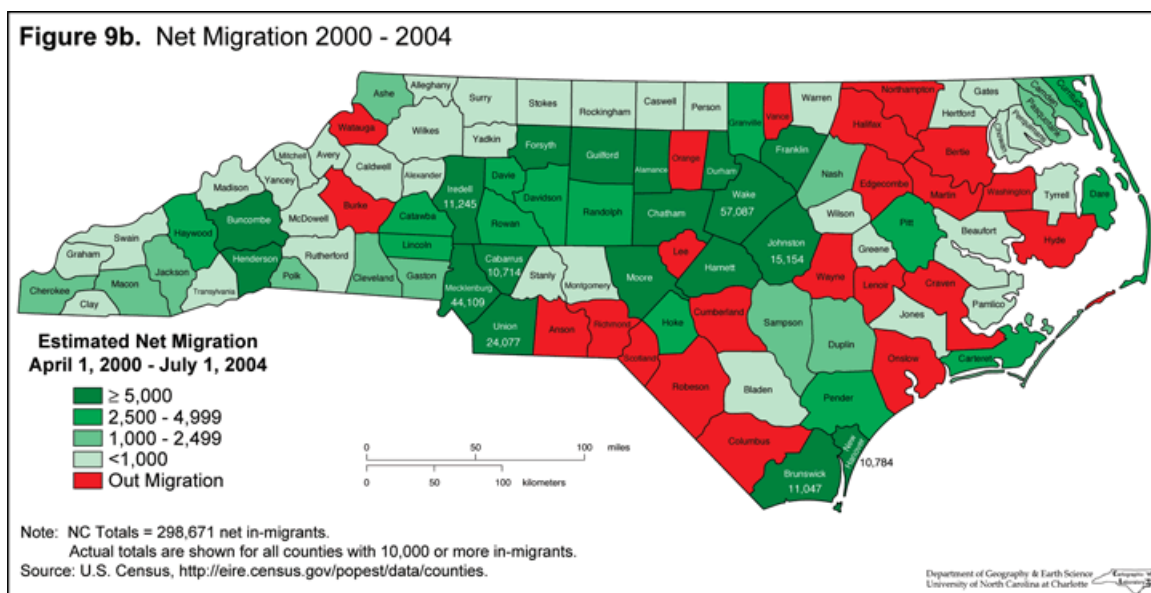 Figure 9b. Net Migration 2000 - 2004
Ashe
Alleghany
Surry
Stokes
Rockingham
Caswell
Person
Granville
Vance
Warren
Northampton
Gates
Hertford
Camden
Currituck
Pasquotank
Perquimans
Chowan
Halifax
Bertie
Watauga
Wilkes
Yadkin
Forsyth
Guilford
Alamance
Orange
Durham
Franklin
Nash
Edgecombe
Martin
Washington
Tyrrell
Dare
Mitchell
Avery
Caldwell
Alexander
Iredell
11,245
Davie
Davidson
Randolph
Chatham
Wake
57,087
Wilson
Pitt
Beaufort
Hyde
Madison
Yancey
Burke
Catawba
Rowan
Johnston
15,154
Greene
Buncombe
McDowell
Haywood
Swain
Graham
Jackson
Henderson
Rutherford
Lincoln
Cabarrus
10,714
Stanly
Montgomery
Moore
Lee
Harnett
Wayne
Lenoir
Craven
Pamlico
Cherokee
Macon
Clay
Transylvania
Polk
Cleveland
Gaston
Mecklenburg
44,109
Union
24,077
Anson
Richmond
Scotland
Hoke
Cumberland
Sampson
Duplin
Jones
Onslow
Carteret
Robeson
Bladen
Pender
Columbus
Brunswick
11,047
New
Hanover
10,784
Estimated Net Migration
April 1, 2000 - July 1, 2004
≥ 5,000
2,500 - 4,999
1,000 - 2,499
<1,000
Out Migration
0 50 100 miles
0 50 100 kilometers
Note: NC Totals = 298,671 net in-migrants.
Actual totals are shown for all counties with 10,000 or more in-migrants.
Source: U.S. Census, http://eire.census.gov/popest/data/counties.
Department of Geography & Earth Science
University of North Carolina at Charlotte